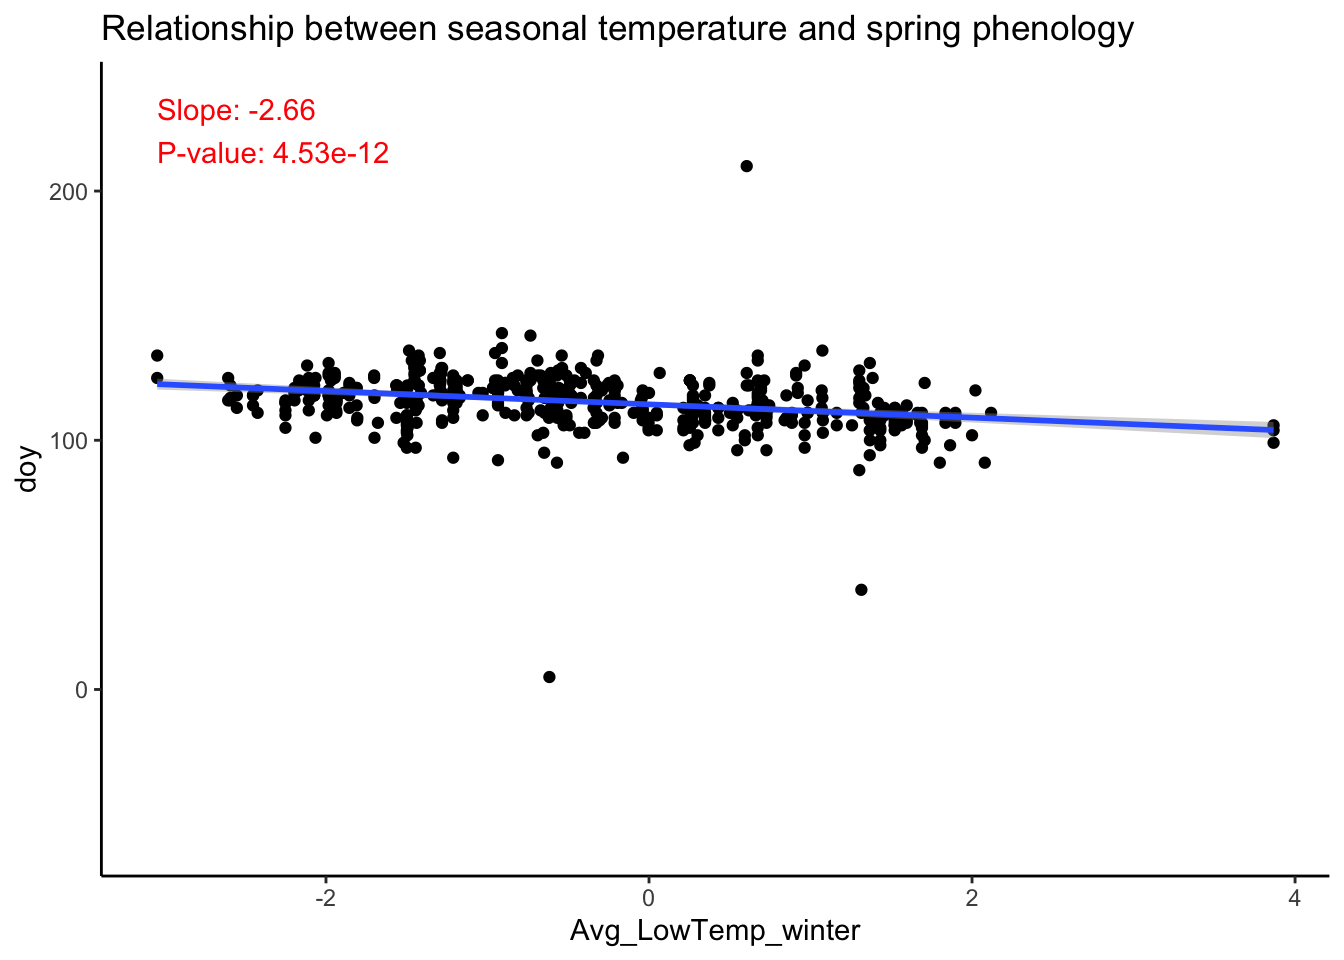 Relationship between seasonal temperature and spring phenology
Slope: -2.66
P-value: 4.53e-12
200
100
0
doy
-2
0
2
4
Avg_LowTemp_winter